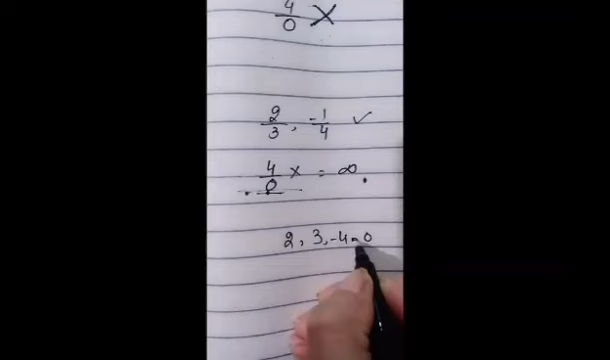 4/0 ×
2/3, -1/4 ✓
4/0 × = ∞.
2, 3, -4, 0